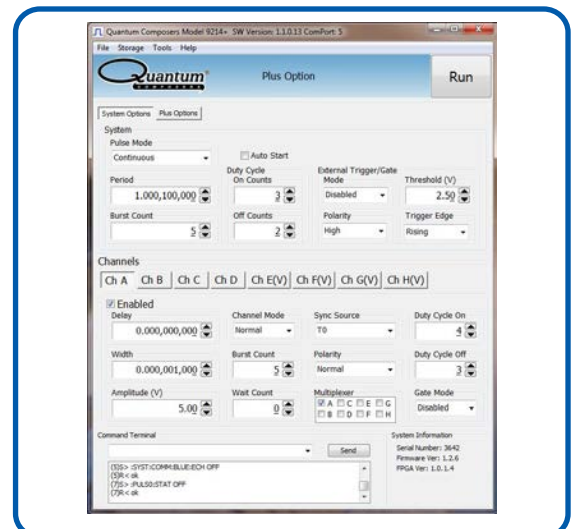 Quantum Composers Model 9214+ SW Version: 1.1.0.13 ComPort: 5
File Storage Tools Help
Quantum
COMPOSERS
Plus Option
Run
System Options Plus Options
System
Pulse Mode
Continuous
Auto Start
Period
1.000,100,000
Duty Cycle
On Counts
3
External Trigger/Gate
Mode
Disabled
Threshold (V)
2.50
Burst Count
5
Off Counts
2
Polarity
High
Trigger Edge
Rising
Channels
Ch A Ch B Ch C Ch D Ch E(V) Ch F(V) Ch G(V) Ch H(V)
Enabled
Delay
0.000,000,000
Channel Mode
Normal
Sync Source
T0
Duty Cycle On
4
Width
0.000,001,000
Burst Count
5
Polarity
Normal
Duty Cycle Off
3
Amplitude (V)
5.00
Wait Count
0
Multiplexer
A C E G
B D F H
Gate Mode
Disabled
Command Terminal
Send
(5)S> :SYST:COMM:BLUE:ECH OFF
(5)R< ok
(7)S> :PULS0:STAT OFF
(7)R< ok
System Information
Serial Number: 3642
Firmware Ver: 1.2.6
FPGA Ver: 1.0.1.4